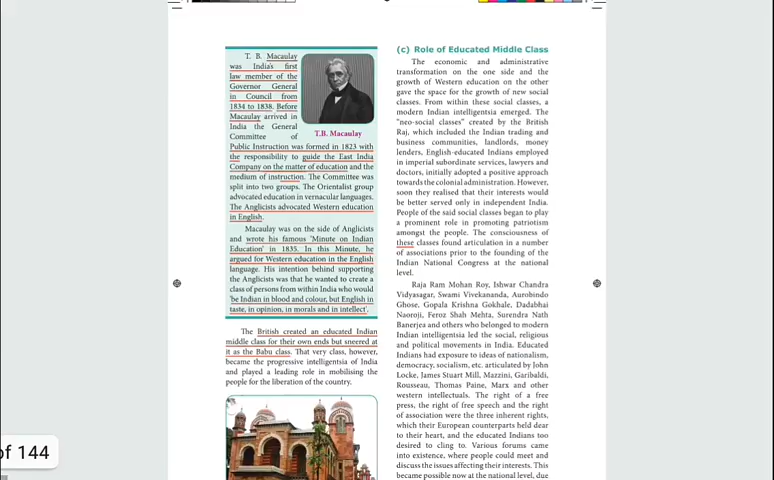 T. B. Macaulay
was India's first
law member of the
Governor General
in Council from
1834 to 1838. Before
Macaulay arrived in
India the General
Committee of
T.B. Macaulay
Public Instruction was formed in 1823 with
the responsibility to guide the East India
Company on the matter of education and the
medium of instruction. The Committee was
split into two groups. The Orientalist group
advocated education in vernacular languages.
The Anglicists advocated Western education
in English.
Macaulay was on the side of Anglicists
and wrote his famous 'Minute on Indian
Education' in 1835. In this Minute, he
argued for Western education in the English
language. His intention behind supporting
the Anglicists was that he wanted to create a
class of persons from within India who would
'be Indian in blood and colour, but English in
taste, in opinion, in morals and in intellect'.
The British created an educated Indian
middle class for their own ends but sneered at
it as the Babu class. That very class, however,
became the progressive intelligentsia of India
and played a leading role in mobilising the
people for the liberation of the country.
(c) Role of Educated Middle Class
The economic and administrative
transformation on the one side and the
growth of Western education on the other
gave the space for the growth of new social
classes. From within these social classes, a
modern Indian intelligentsia emerged. The
"neo-social classes" created by the British
Raj, which included the Indian trading and
business communities, landlords, money
lenders, English-educated Indians employed
in imperial subordinate services, lawyers and
doctors, initially adopted a positive approach
towards the colonial administration. However,
soon they realised that their interests would
be better served only in independent India.
People of the said social classes began to play
a prominent role in promoting patriotism
amongst the people. The consciousness of
these classes found articulation in a number
of associations prior to the founding of the
Indian National Congress at the national
level.
Raja Ram Mohan Roy, Ishwar Chandra
Vidyasagar, Swami Vivekananda, Aurobindo
Ghose, Gopala Krishna Gokhale, Dadabhai
Naoroji, Feroz Shah Mehta, Surendra Nath
Banerjea and others who belonged to modern
Indian intelligentsia led the social, religious
and political movements in India. Educated
Indians had exposure to ideas of nationalism,
democracy, socialism, etc. articulated by John
Locke, James Stuart Mill, Mazzini, Garibaldi,
Rousseau, Thomas Paine, Marx and other
western intellectuals. The right of a free
press, the right of free speech and the right
of association were the three inherent rights,
which their European counterparts held dear
to their heart, and the educated Indians too
desired to cling to. Various forums came
into existence, where people could meet and
discuss the issues affecting their interests. This
became possible now at the national level, due
of 144